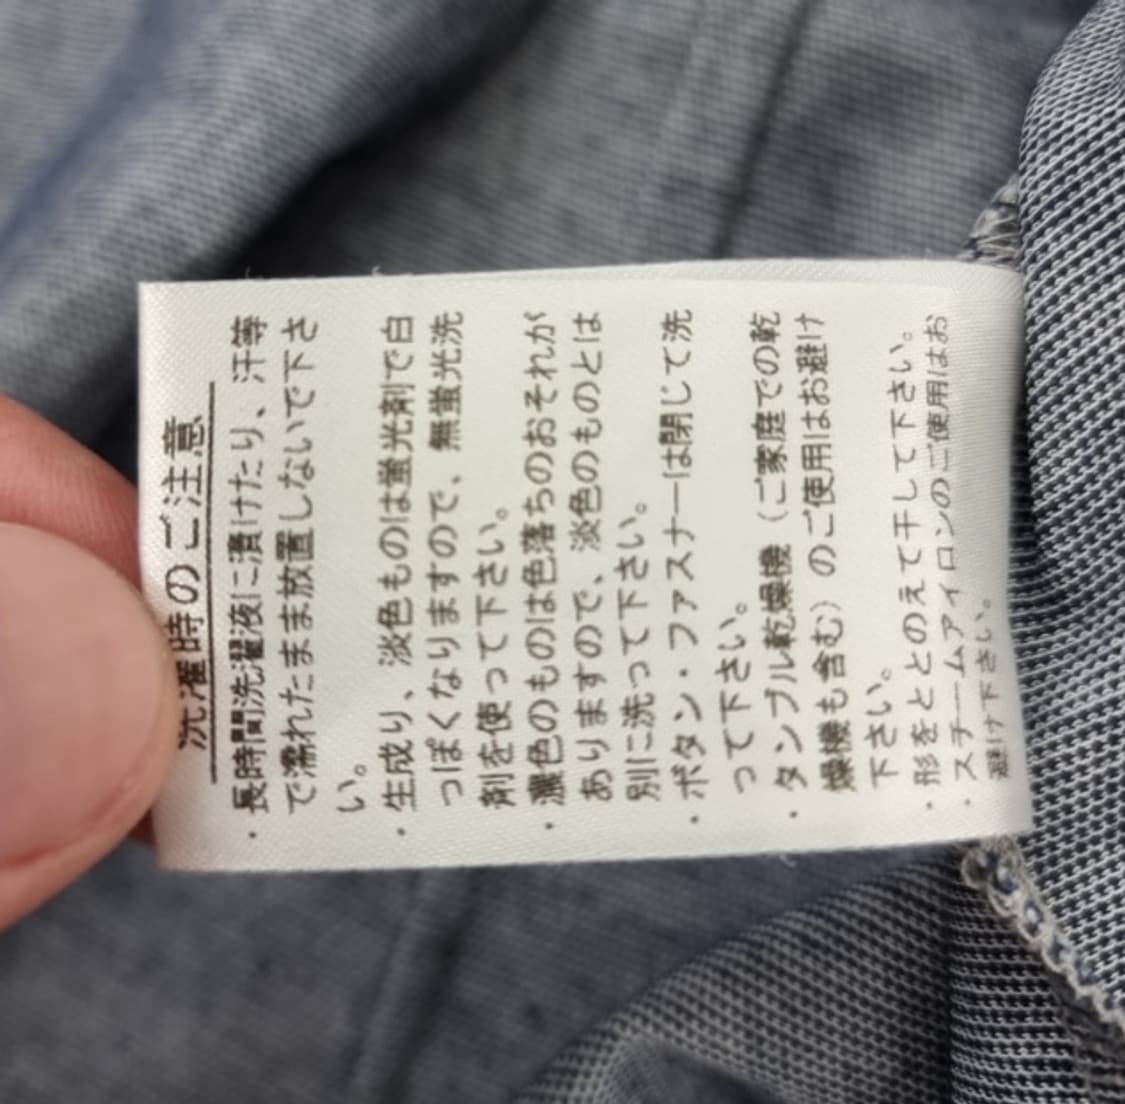 洗濯時のご注意
・長時間洗濯液に漬けたり、汗等
で濡れたまま放置しないで下さ
い。
・生成り、淡色ものは蛍光剤で白
っぽくなりますので、無蛍光洗
剤を使って下さい。
・濃色のものは色落ちのおそれが
ありますので、淡色のものとは
別に洗って下さい。
・ボタン・ファスナーは閉じて洗
って下さい。
・タンブル乾燥機（ご家庭での乾
燥機も含む）のご使用はお避け
下さい。
・形をととのえて干して下さい。
・スチームアイロンのご使用はお
避け下さい。